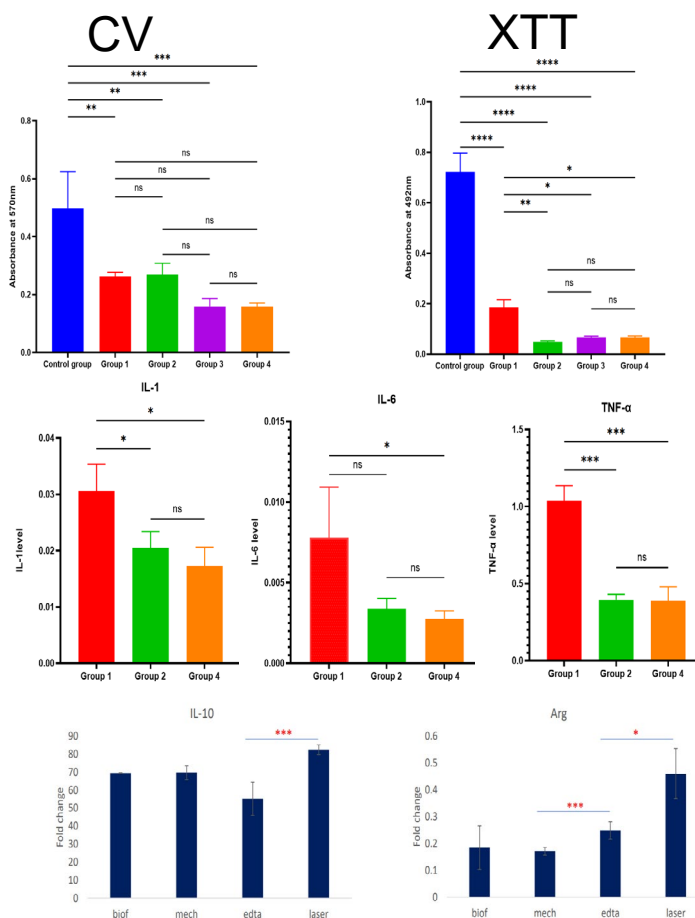 CV
***
***
**
**
ns
ns
ns
ns
ns
ns
Absorbance at 570nm
0.8
0.6
0.4
0.2
0.0
Control group Group 1 Group 2 Group 3 Group 4
XTT
****
****
****
****
*
*
**
ns
ns
ns
Absorbance at 492nm
1.0
0.8
0.6
0.4
0.2
0.0
Control group Group 1 Group 2 Group 3 Group 4
IL-1
*
*
ns
IL-1level
0.04
0.03
0.02
0.01
0.00
Group 1 Group 2 Group 4
IL-6
*
ns
ns
IL-6 level
0.015
0.010
0.005
0.000
Group 1 Group 2 Group 4
TNF-α
***
***
ns
TNF-α level
1.5
1.0
0.5
0.0
Group 1 Group 2 Group 4
IL-10
***
Fold change
90
80
70
60
50
40
30
20
10
0
biof mech edta laser
Arg
*
***
Fold change
0.6
0.5
0.4
0.3
0.2
0.1
0
biof mech edta laser